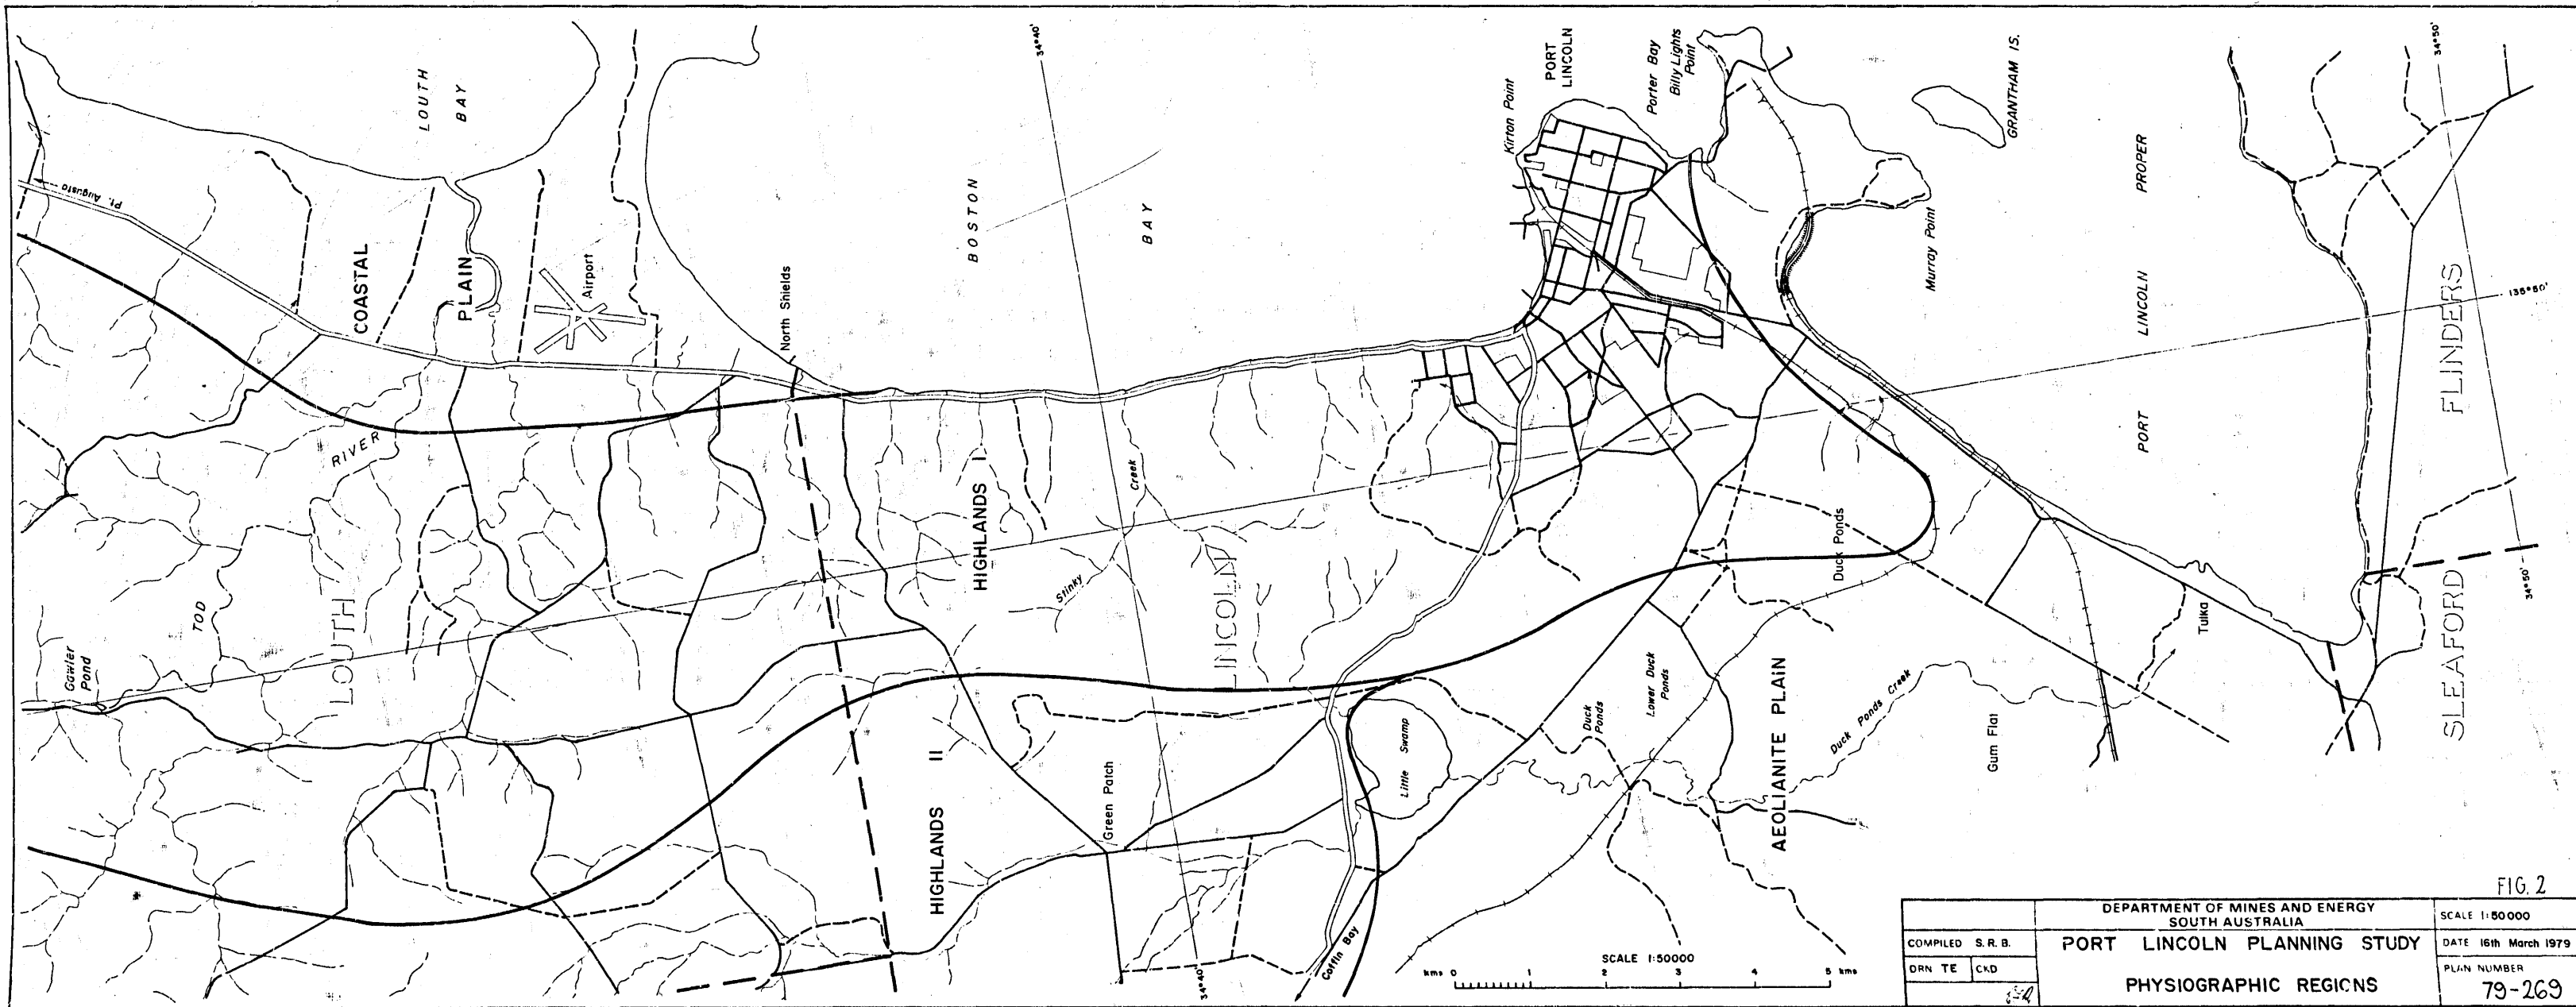 34°40'
LOUTH
BAY
PORT
LINCOLN
Kirton Point
Porter Bay
Billy Lights
Point
GRANTHAM IS.
34°50'
Pt. Augusta
COASTAL
PLAIN
Airport
North Shields
BOSTON
BAY
Murray Point
PORT LINCOLN PROPER
135°50'
FLINDERS
RIVER
TOD
LOUTH
Gawler
Pond
HIGHLANDS I
Stinky Creek
LINCOLN
Duck Ponds
Tulka
SLEAFORD
34°50'
HIGHLANDS II
Green Patch
Little Swamp
Duck
Ponds
Lower Duck
Ponds
AEOLIANITE PLAIN
Duck Ponds Creek
Gum Flat
Coffin Bay
34°40'
SCALE 1:50000
kms 0 1 2 3 4 5 kms
FIG. 2
DEPARTMENT OF MINES AND ENERGY
SOUTH AUSTRALIA
SCALE 1:50000
COMPILED S.R.B.
PORT LINCOLN PLANNING STUDY
DATE 16th March 1979
DRN TE CKD
PHYSIOGRAPHIC REGIONS
PLAN NUMBER
79-269